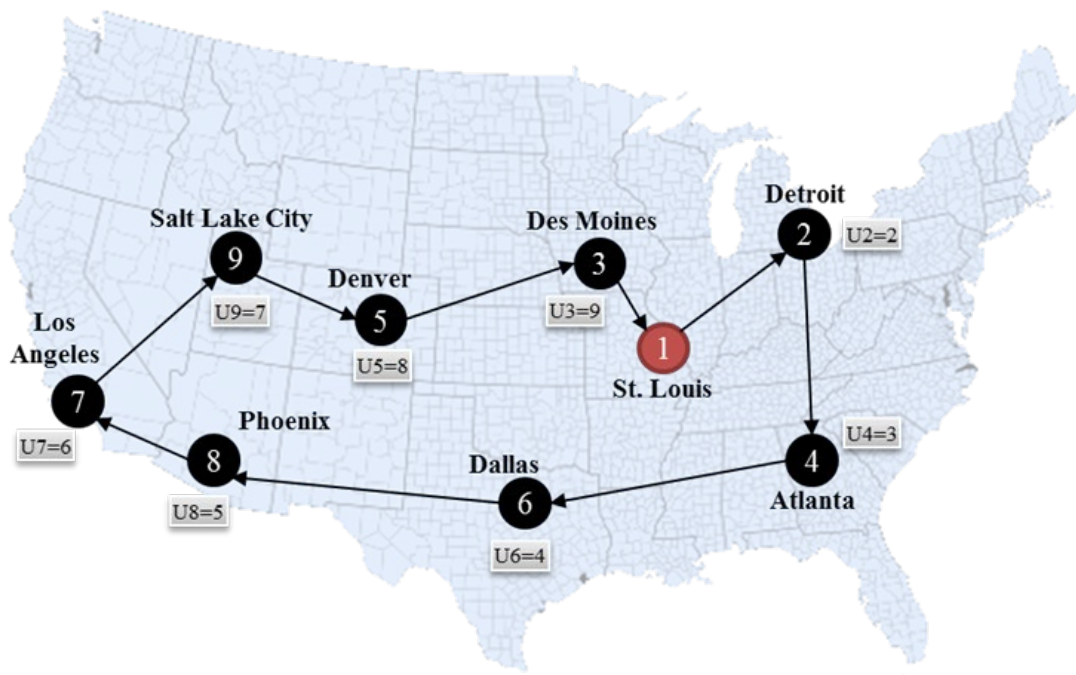 Detroit
2
U2=2
Des Moines
3
U3=9
Salt Lake City
9
U9=7
Denver
5
U5=8
1
St. Louis
Los
Angeles
7
U7=6
Phoenix
8
U8=5
Dallas
6
U6=4
U4=3
4
Atlanta